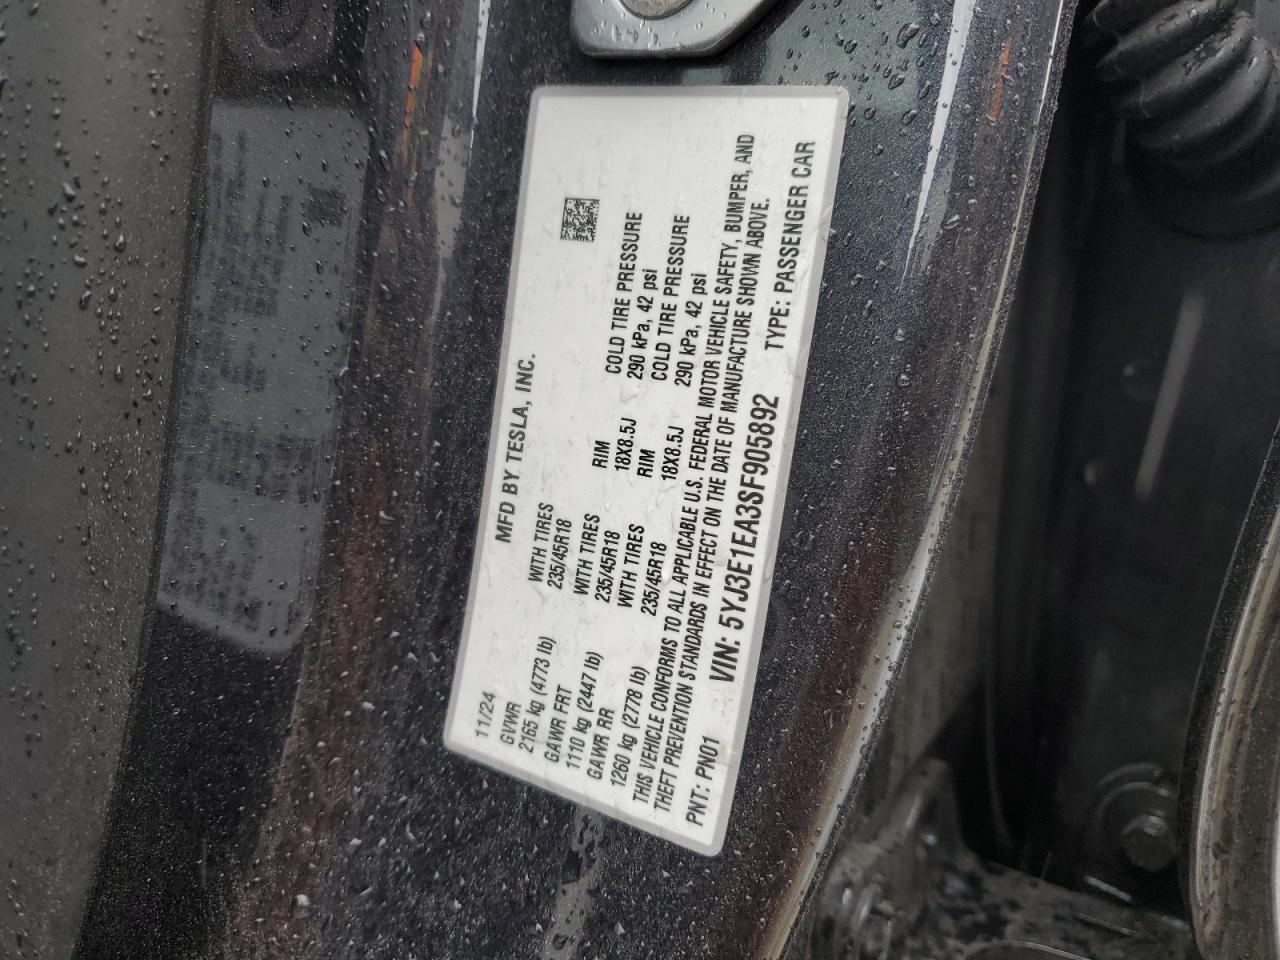 MFD BY TESLA, INC.
11/24
GVWR
2165 kg (4773 lb)
WITH TIRES
235/45R18
RIM
18X8.5J
COLD TIRE PRESSURE
290 kPa, 42 psi
GAWR FRT
1110 kg (2447 lb)
WITH TIRES
235/45R18
RIM
18X8.5J
COLD TIRE PRESSURE
290 kPa, 42 psi
GAWR RR
1260 kg (2778 lb)
WITH TIRES
235/45R18
THIS VEHICLE CONFORMS TO ALL APPLICABLE U.S. FEDERAL MOTOR VEHICLE SAFETY, BUMPER, AND
THEFT PREVENTION STANDARDS IN EFFECT ON THE DATE OF MANUFACTURE SHOWN ABOVE.
PNT: PN01 VIN: 5YJ3E1EA3SF905892 TYPE: PASSENGER CAR